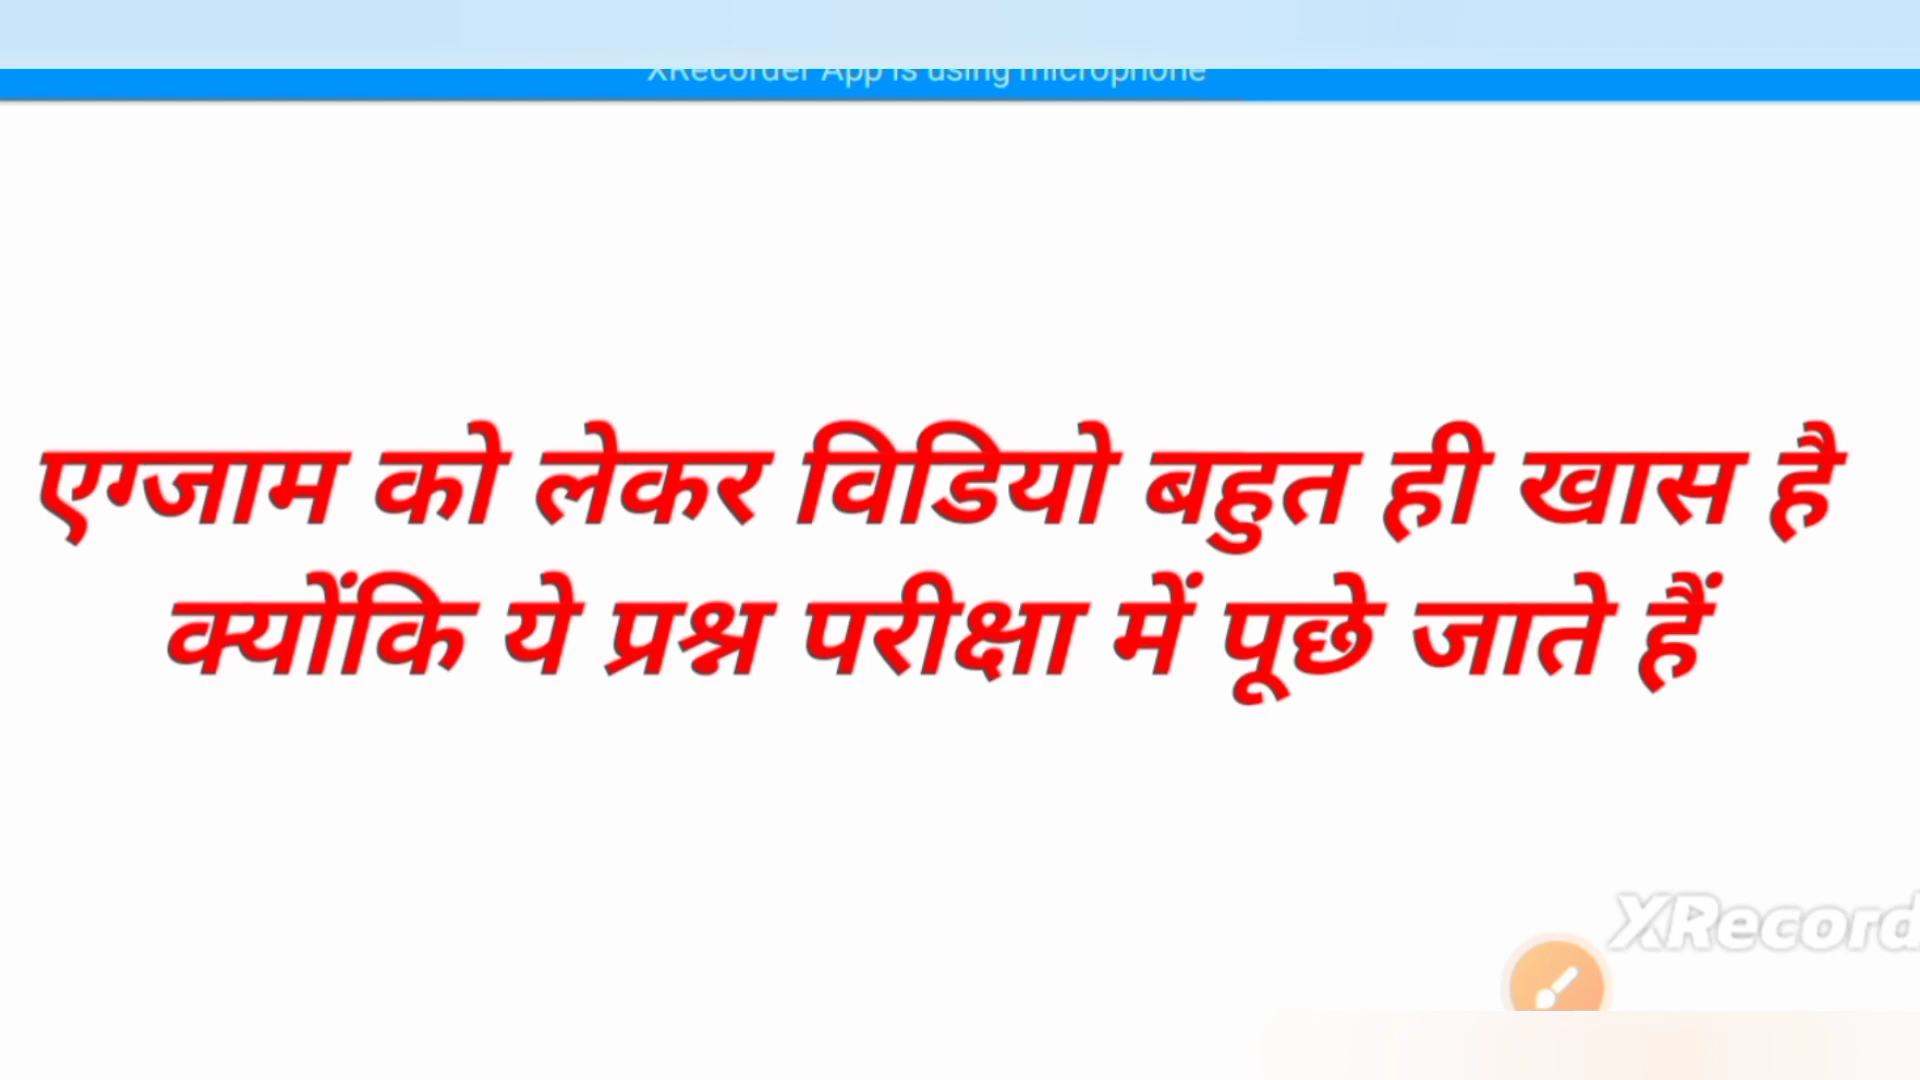 XRecorder App is using microphone
एग्जाम को लेकर विडियो बहुत ही खास है
क्योंकि ये प्रश्न परीक्षा में पूछे जाते हैं
XRecord